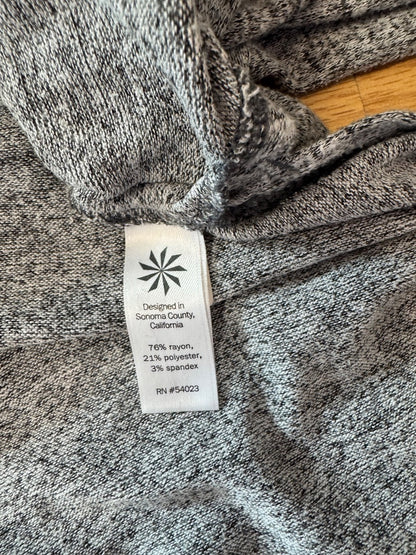 Designed in
Sonoma County,
California
76% rayon,
21% polyester,
3% spandex
RN #54023